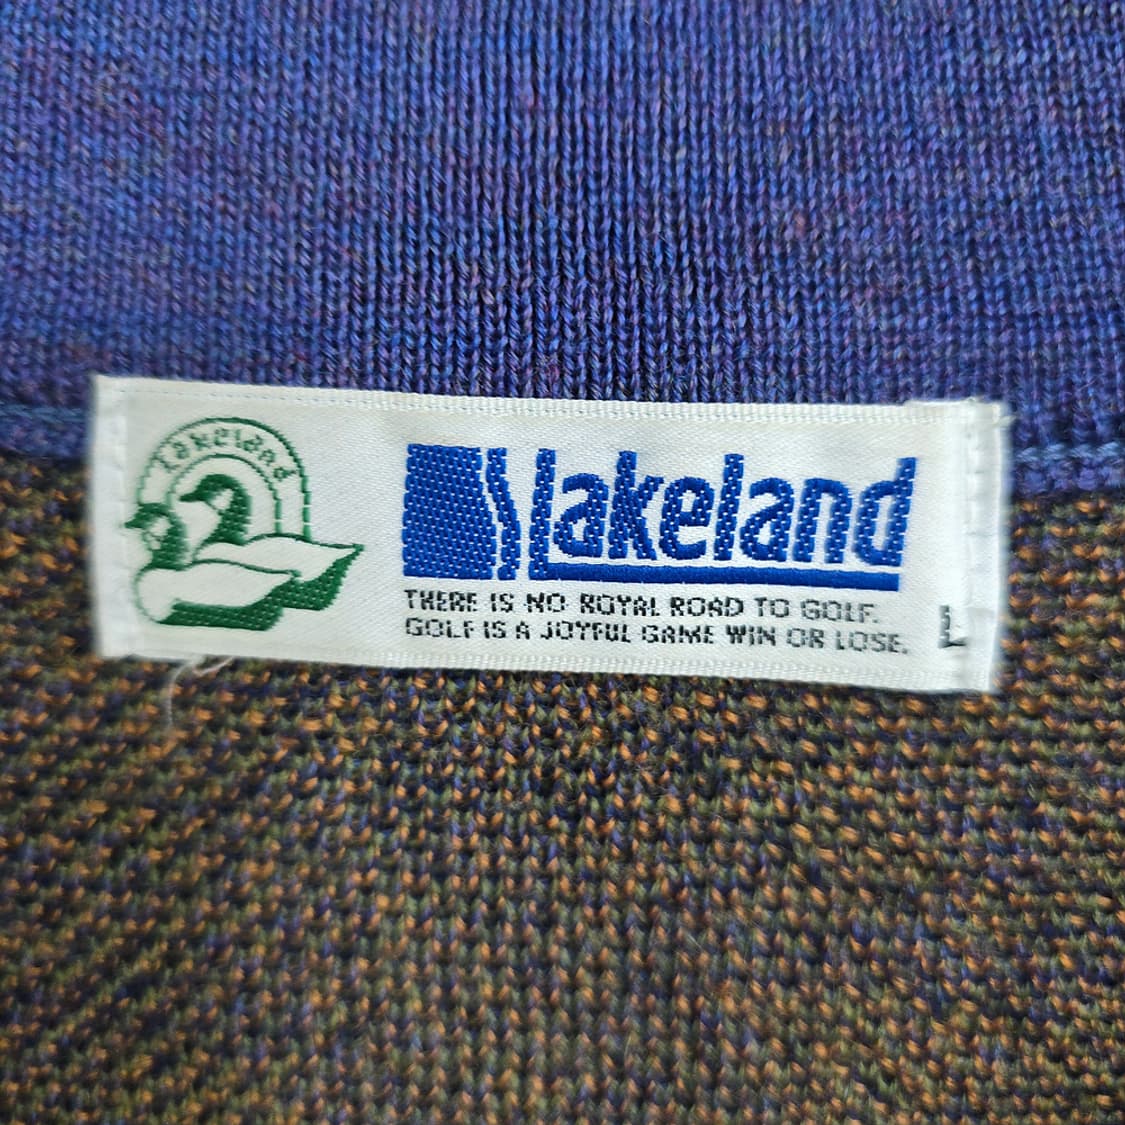 Lakeland
lakeland
THERE IS NO ROYAL ROAD TO GOLF.
GOLF IS A JOYFUL GAME WIN OR LOSE.
L